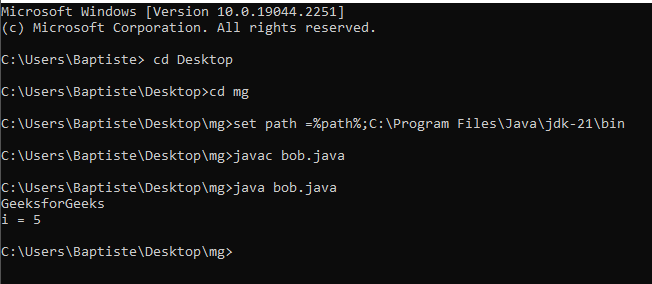 Microsoft Windows [Version 10.0.19044.2251]
(c) Microsoft Corporation. All rights reserved.
C:\Users\Baptiste> cd Desktop
C:\Users\Baptiste\Desktop>cd mg
C:\Users\Baptiste\Desktop\mg>set path =%path%;C:\Program Files\Java\jdk-21\bin
C:\Users\Baptiste\Desktop\mg>javac bob.java
C:\Users\Baptiste\Desktop\mg>java bob.java
GeeksforGeeks
i = 5
C:\Users\Baptiste\Desktop\mg>